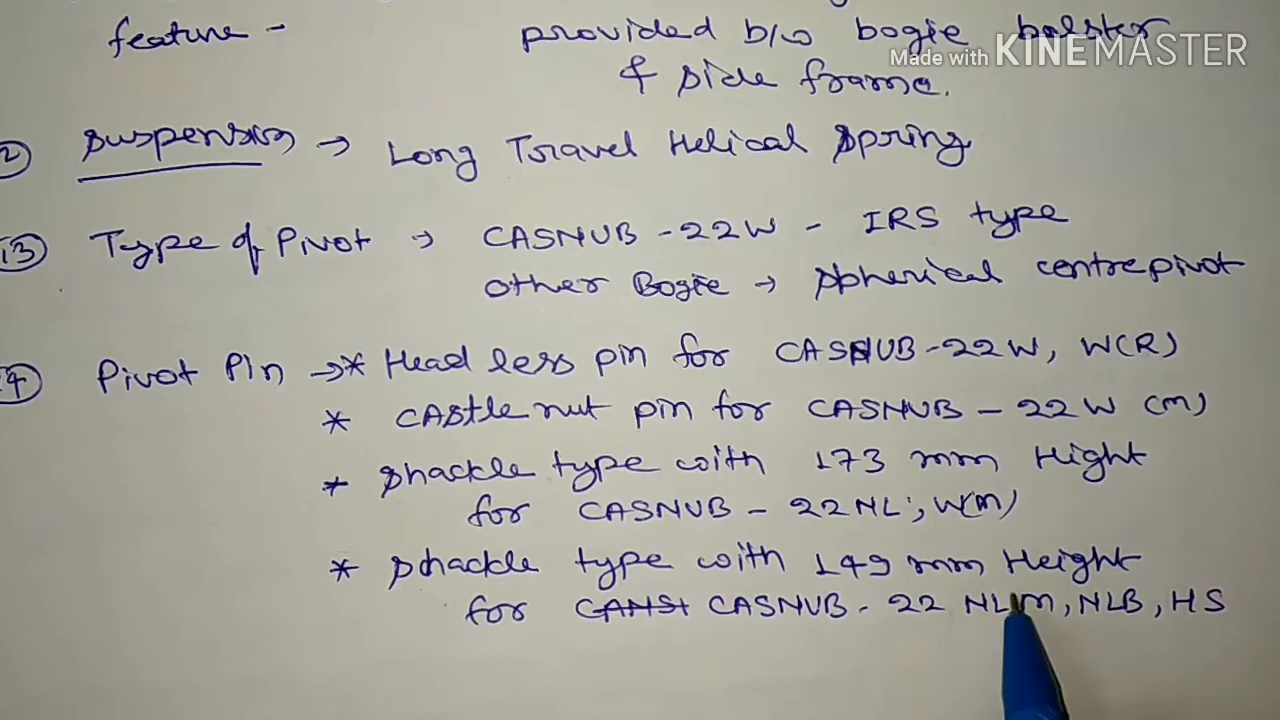 feature - provided b/w bogie bolster
Made with KINEMASTER
& side frame.
2) suspension → Long Travel Helical Spring
13) Type of Pivot → CASNUB -22W - IRS type
other Bogie → spherical centrepivot
14) Pivot Pin → * Head less pin for CASNUB-22W, W(R)
* CAStle nut pin for CASNUB - 22W (M)
* shackle type with 173 mm Hight
for CASNUB - 22NL, W(M)
* shackle type with 149 mm Height
for CANSI CASNUB - 22 NLM, NLB, HS